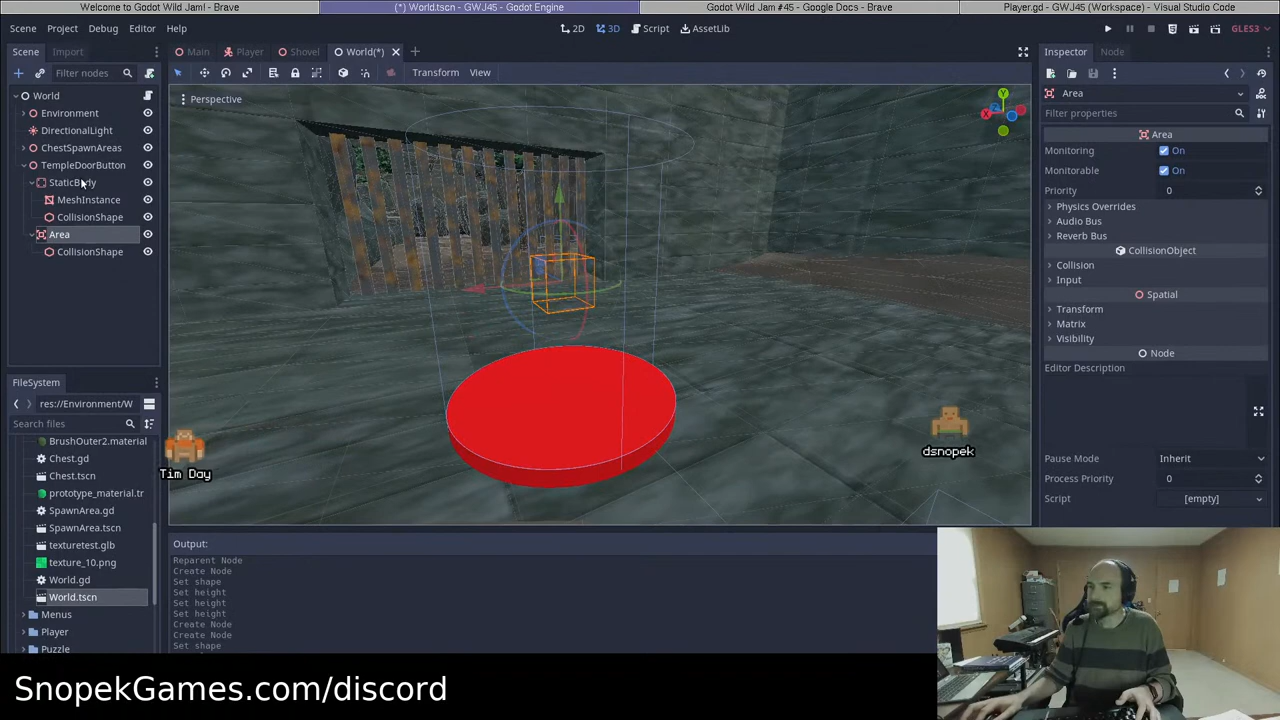 Welcome to Godot Wild Jam! - Brave
(*) World.tscn - GWJ45 - Godot Engine
Godot Wild Jam #45 - Google Docs - Brave
Player.gd - GWJ45 (Workspace) - Visual Studio Code
Scene Project Debug Editor Help
2D 3D Script AssetLib
GLES3
Scene Import
Main Player Shovel World(*)
Inspector Node
Filter nodes
Transform View
World
Environment
DirectionalLight
ChestSpawnAreas
TempleDoorButton
StaticBody
MeshInstance
CollisionShape
Area
CollisionShape
Perspective
Y
X
Area
Filter properties
Area
Monitoring On
Monitorable On
Priority 0
Physics Overrides
Audio Bus
Reverb Bus
CollisionObject
Collision
Input
Spatial
Transform
Matrix
Visibility
Node
Editor Description
Pause Mode Inherit
Process Priority 0
Script [empty]
FileSystem
res://Environment/W
Search files
BrushOuter2.material
Chest.gd
Chest.tscn
prototype_material.tr
SpawnArea.gd
SpawnArea.tscn
texturetest.glb
texture_10.png
World.gd
World.tscn
Menus
Player
Puzzle
Tim Day
dsnopek
Output:
Reparent Node
Create Node
Set shape
Set height
Set height
Set height
Create Node
Create Node
Set shape
SnopekGames.com/discord